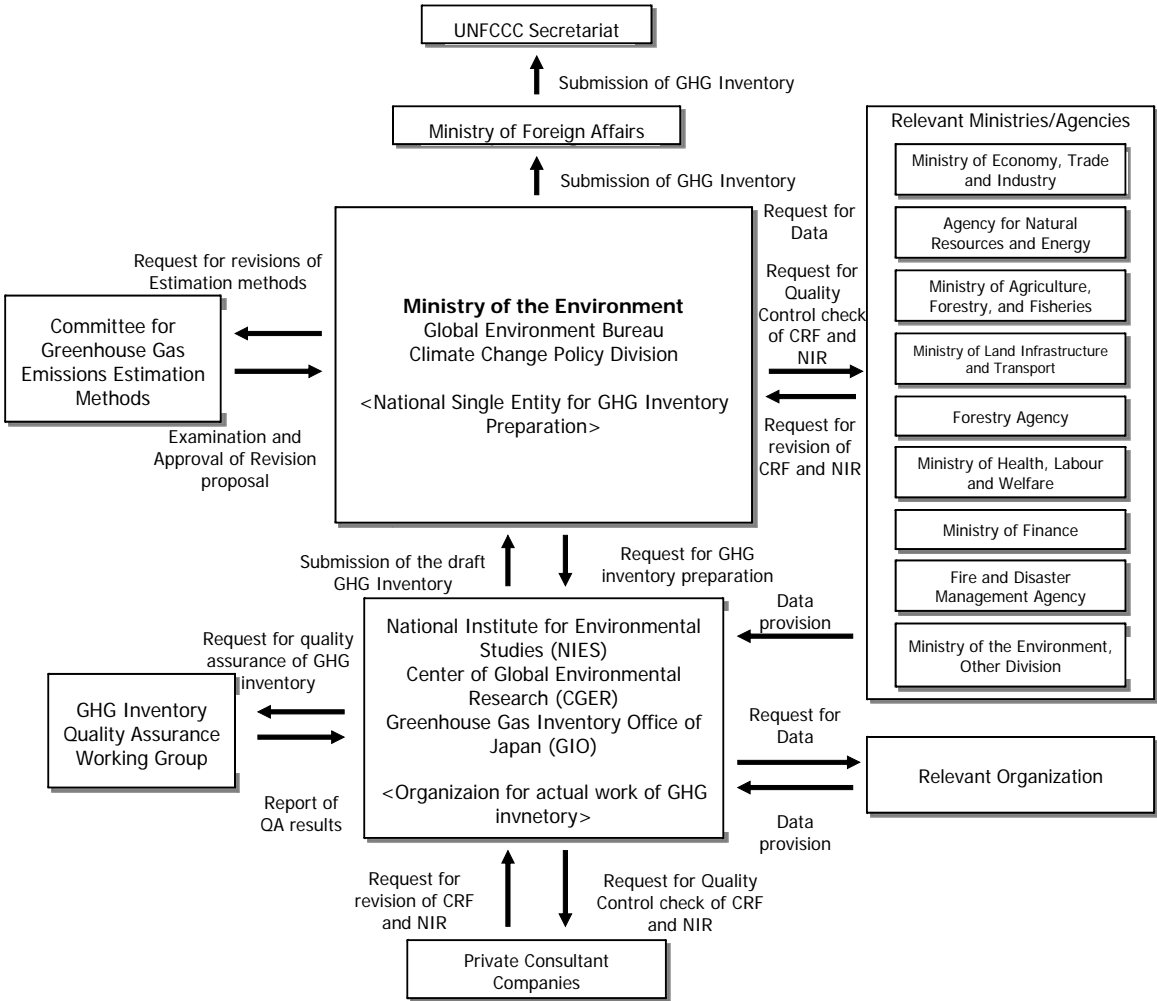 UNFCCC Secretariat
Submission of GHG Inventory
Ministry of Foreign Affairs
Submission of GHG Inventory
Relevant Ministries/Agencies
Ministry of Economy, Trade
and Industry
Agency for Natural
Resources and Energy
Ministry of Agriculture,
Forestry, and Fisheries
Ministry of Land Infrastructure
and Transport
Forestry Agency
Ministry of Health, Labour
and Welfare
Ministry of Finance
Fire and Disaster
Management Agency
Ministry of the Environment,
Other Division
Request for
Data
Request for
Quality
Control check
of CRF and
NIR
Request for
revision of
CRF and NIR
Ministry of the Environment
Global Environment Bureau
Climate Change Policy Division
<National Single Entity for GHG Inventory
Preparation>
Request for revisions of
Estimation methods
Committee for
Greenhouse Gas
Emissions Estimation
Methods
Examination and
Approval of Revision
proposal
Submission of the draft
GHG Inventory
Request for GHG
inventory preparation
Data
provision
National Institute for Environmental
Studies (NIES)
Center of Global Environmental
Research (CGER)
Greenhouse Gas Inventory Office of
Japan (GIO)
<Organizaion for actual work of GHG
invnetory>
Request for quality
assurance of GHG
inventory
GHG Inventory
Quality Assurance
Working Group
Report of
QA results
Request for
Data
Relevant Organization
Data
provision
Request for
revision of CRF
and NIR
Request for Quality
Control check of CRF
and NIR
Private Consultant
Companies